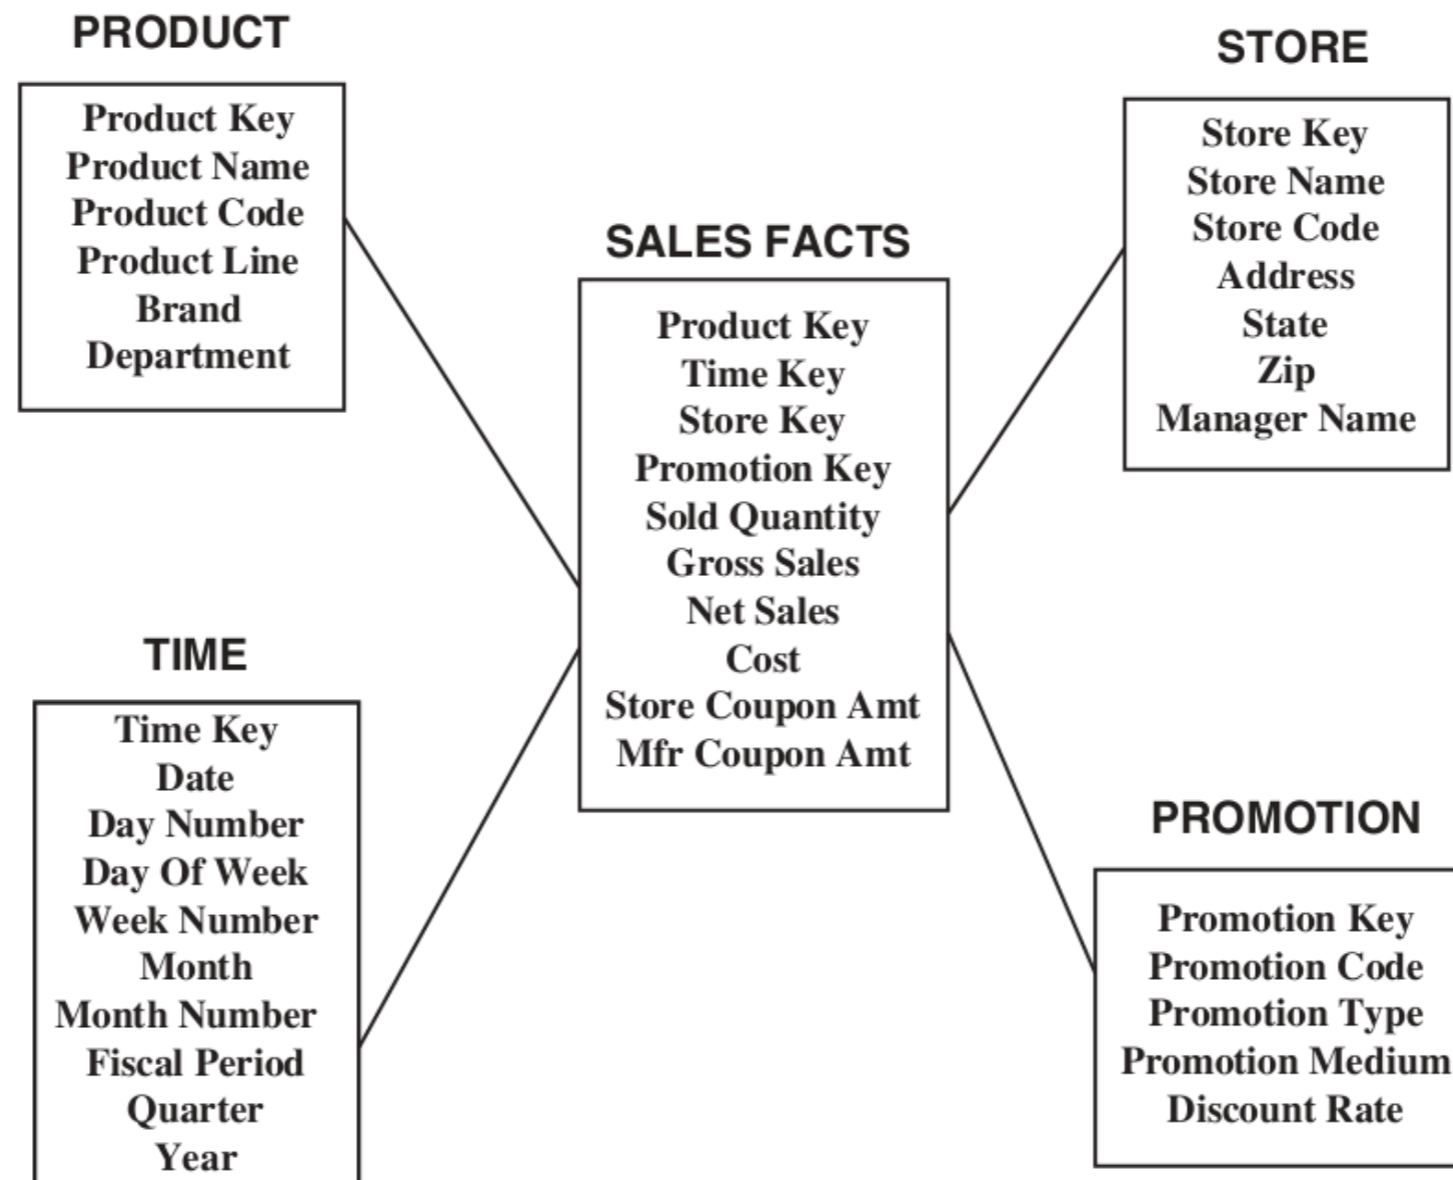 PRODUCT
Product Key
Product Name
Product Code
Product Line
Brand
Department
STORE
Store Key
Store Name
Store Code
Address
State
Zip
Manager Name
SALES FACTS
Product Key
Time Key
Store Key
Promotion Key
Sold Quantity
Gross Sales
Net Sales
Cost
Store Coupon Amt
Mfr Coupon Amt
TIME
Time Key
Date
Day Number
Day Of Week
Week Number
Month
Month Number
Fiscal Period
Quarter
Year
PROMOTION
Promotion Key
Promotion Code
Promotion Type
Promotion Medium
Discount Rate